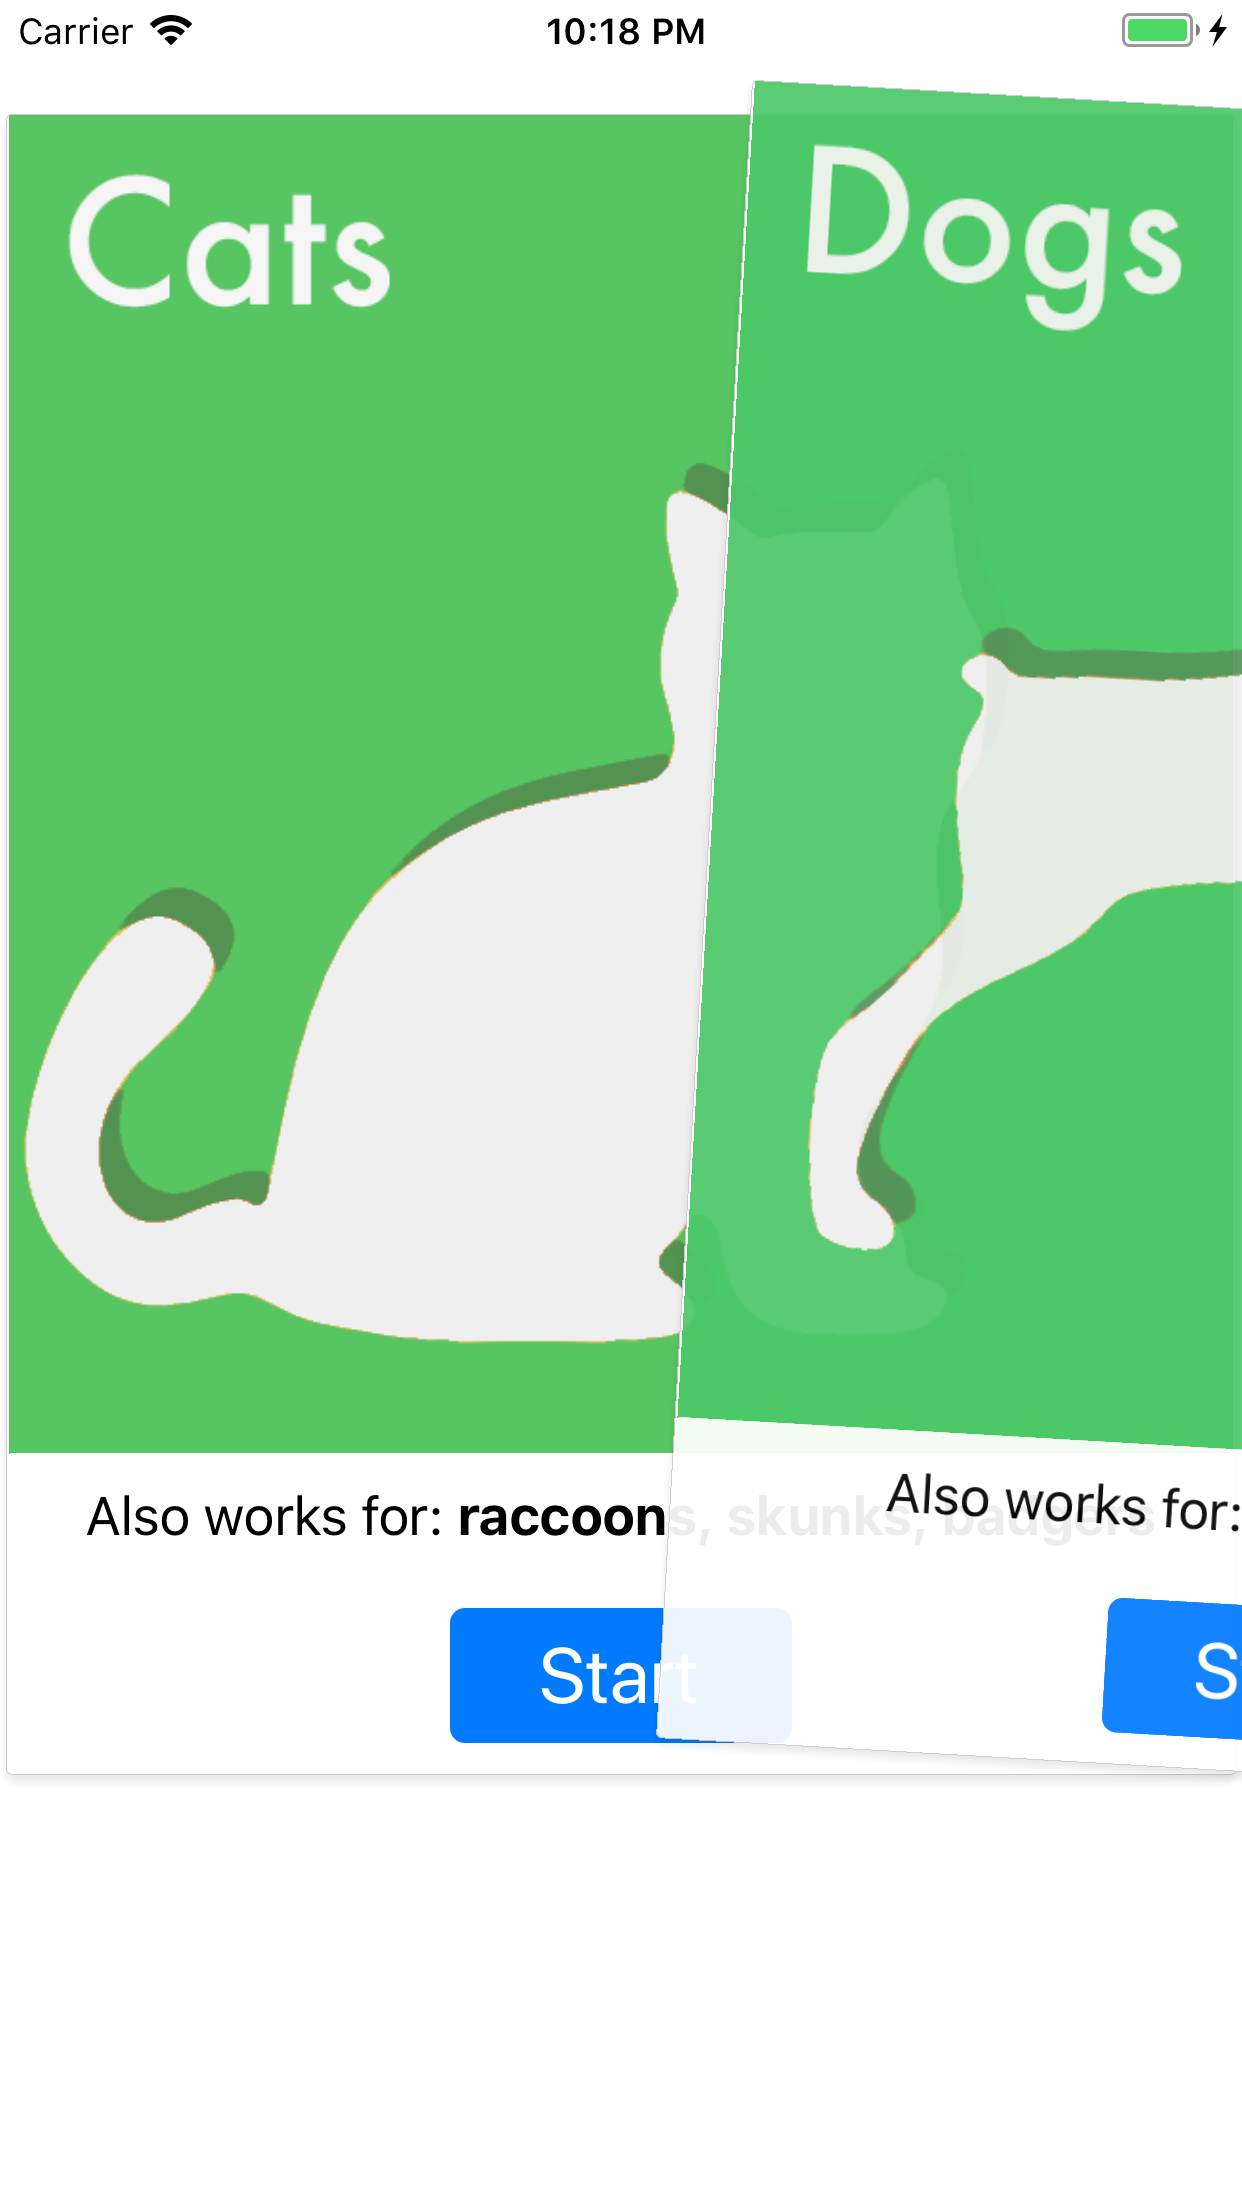 Carrier 10:18 PM
Cats
Dogs
Also works for: raccoons, skunks, badgers
Also works for:
Start
S